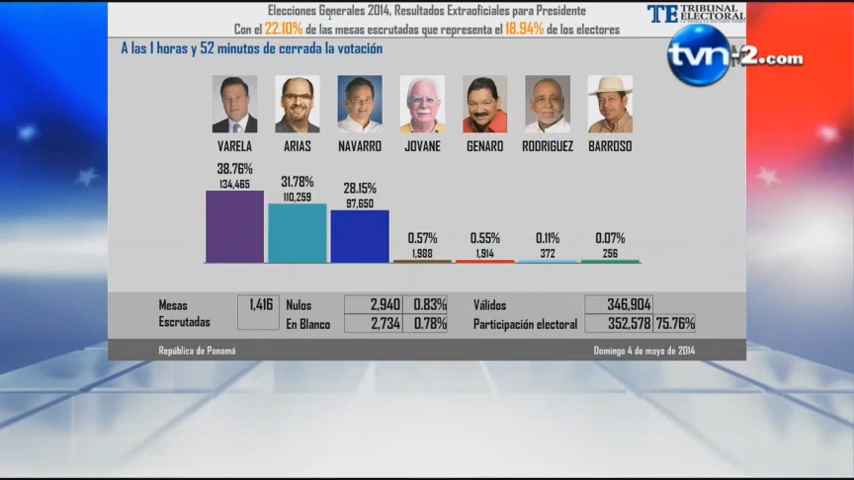 Elecciones Generales 2014, Resultados Extraoficiales para Presidente
Con el 22.10% de las mesas escrutadas que representa el 18.94% de los electores
TE TRIBUNAL ELECTORAL
tvn-2.com
A las 1 horas y 52 minutos de cerrada la votación
VARELA ARIAS NAVARRO JOVANE GENARO RODRIGUEZ BARROSO
38.76% 31.78% 28.15% 0.57% 0.55% 0.11% 0.07%
134,465 110,259 97,650 1,988 1,914 372 256
Mesas Escrutadas 1,416
Nulos 2,940 0.83%
En Blanco 2,734 0.78%
Válidos 346,904
Participación electoral 352,578 75.76%
República de Panamá
Domingo 4 de mayo de 2014